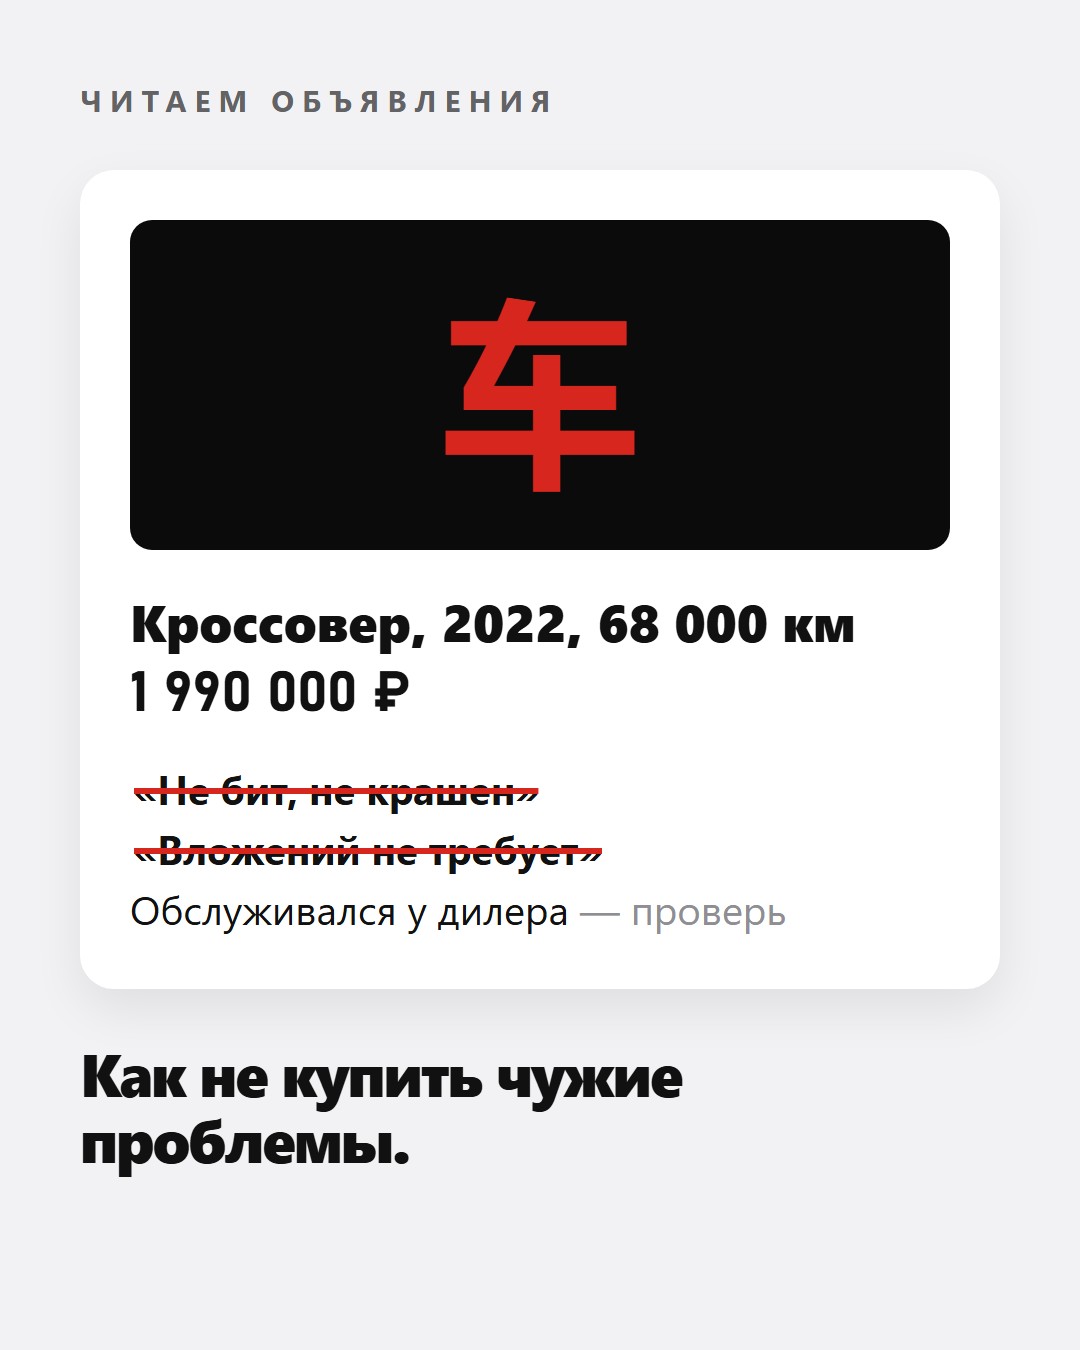 ЧИТАЕМ ОБЪЯВЛЕНИЯ
车
Кроссовер, 2022, 68 000 км
1 990 000 ₽
«Не бит, не крашен»
«Вложений не требует»
Обслуживался у дилера — проверь
Как не купить чужие
проблемы.